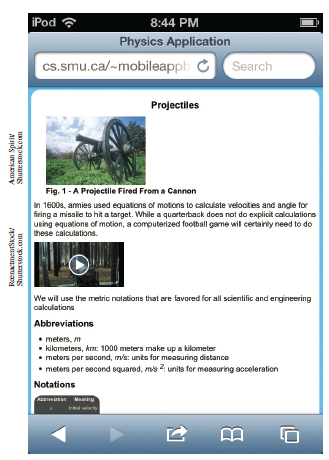 iPod 8:44 PM
Physics Application
cs.smu.ca/~mobileappb
Search
Projectiles
American Spirit/
Shutterstock.com
Fig. 1 - A Projectile Fired From a Cannon
In 1600s, armies used equations of motion to calculate velocities and angle for
firing a missile to hit a target. While a quarterback does not do explicit calculations
using equations of motion, a computerized football game will certainly need to do
these calculations.
ReenactmentStock/
Shutterstock.com
We will use the metric notations that are favored for all scientific and engineering
calculations
Abbreviations
• meters, m
• kilometers, km: 1000 meters make up a kilometer
• meters per second, m/s: units for measuring distance
• meters per second squared, m/s 2: units for measuring acceleration
Notations
Abbreviation Meaning
Initial velocity